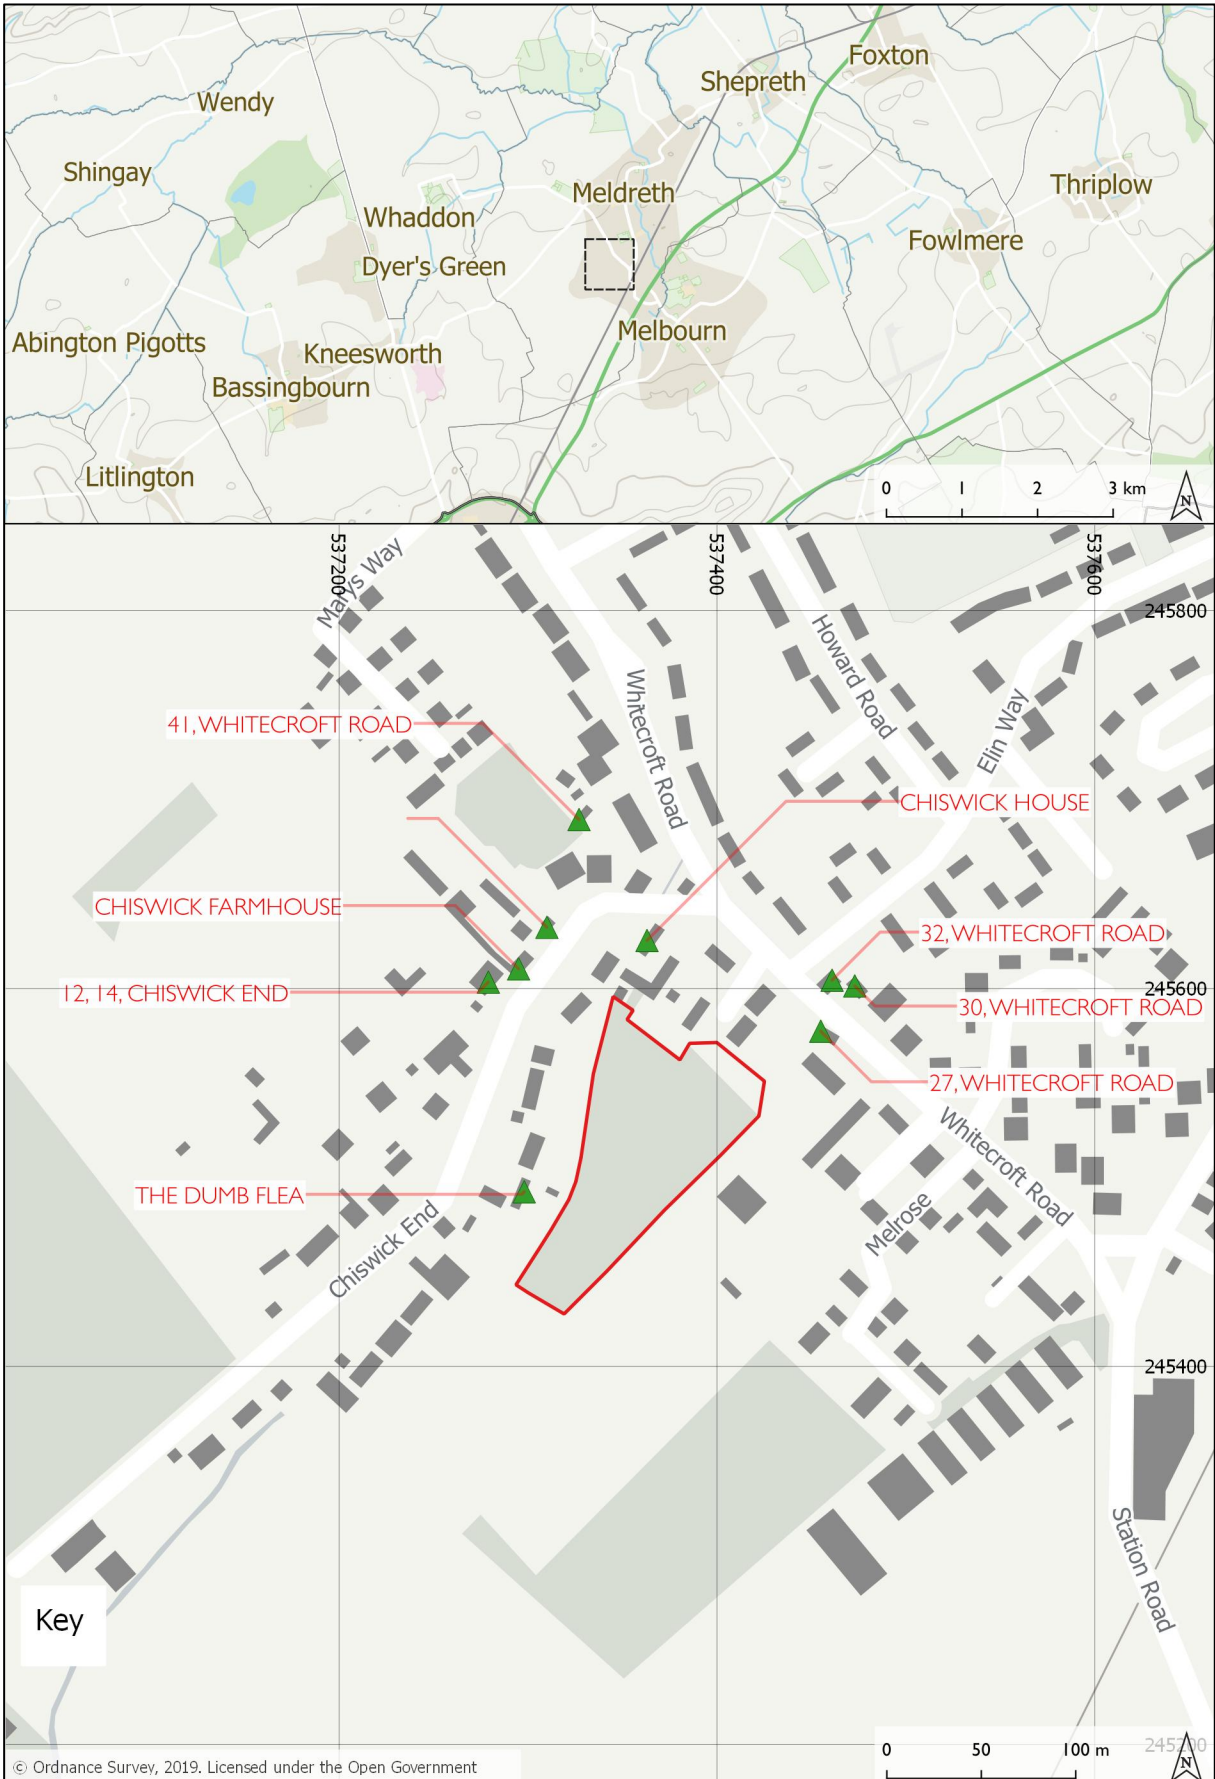 Foxton
Shepreth
Wendy
Shingay
Meldreth
Thriplow
Whaddon
Fowlmere
Dyer's Green
Melbourn
Abington Pigotts
Kneesworth
Bassingbourn
Litlington
0 1 2 3 km
N
537200
537400
537600
Marys Way
245800
Howard Road
Whitecroft Road
Elin Way
41, WHITECROFT ROAD
CHISWICK HOUSE
CHISWICK FARMHOUSE
32, WHITECROFT ROAD
12, 14, CHISWICK END
245600
30, WHITECROFT ROAD
27, WHITECROFT ROAD
Whitecroft Road
THE DUMB FLEA
Melrose
Chiswick End
245400
Station Road
Key
0 50 100 m
245200
N
© Ordnance Survey, 2019. Licensed under the Open Government